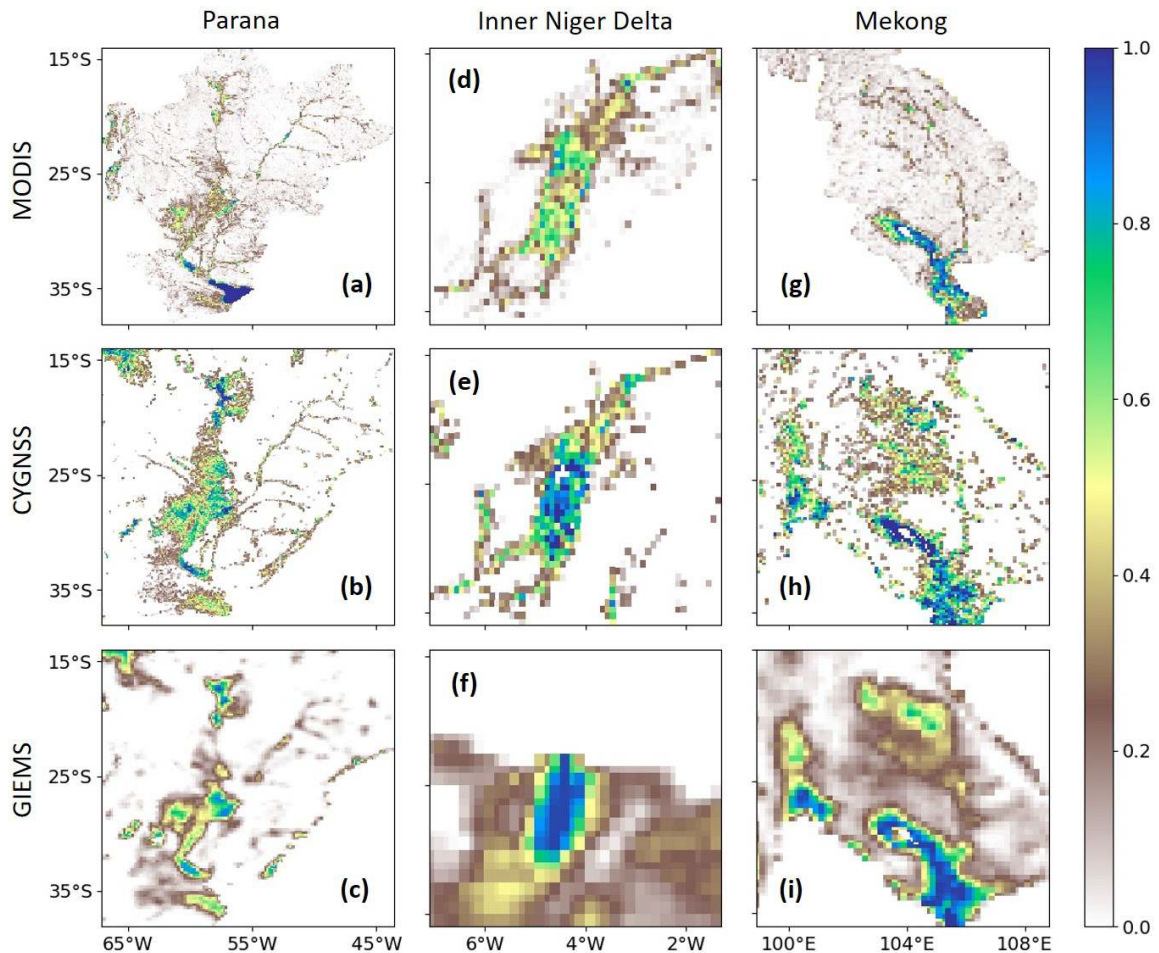 Parana
Inner Niger Delta
Mekong
MODIS
15°S
25°S
35°S
(a)
(d)
(g)
1.0
0.8
0.6
0.4
0.2
0.0
CYGNSS
15°S
25°S
35°S
(b)
(e)
(h)
GIEMS
15°S
25°S
35°S
(c)
(f)
(i)
65°W
55°W
45°W
6°W
4°W
2°W
100°E
104°E
108°E